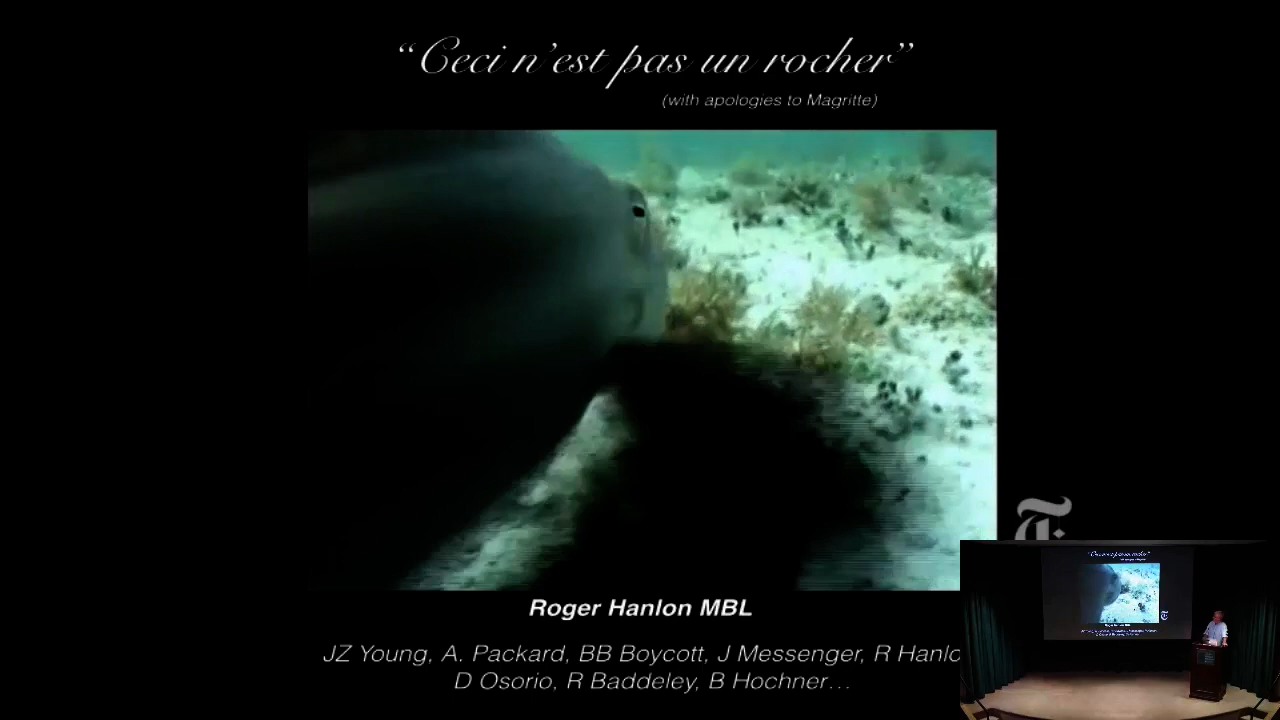 “Ceci n’est pas un rocher”
(with apologies to Magritte)
Roger Hanlon MBL
JZ Young, A. Packard, BB Boycott, J Messenger, R Hanlo
D Osorio, R Baddeley, B Hochner…